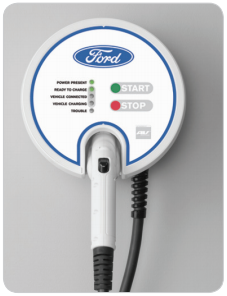 Ford
POWER PRESENT
READY TO CHARGE
VEHICLE CONNECTED
VEHICLE CHARGING
TROUBLE
START
STOP